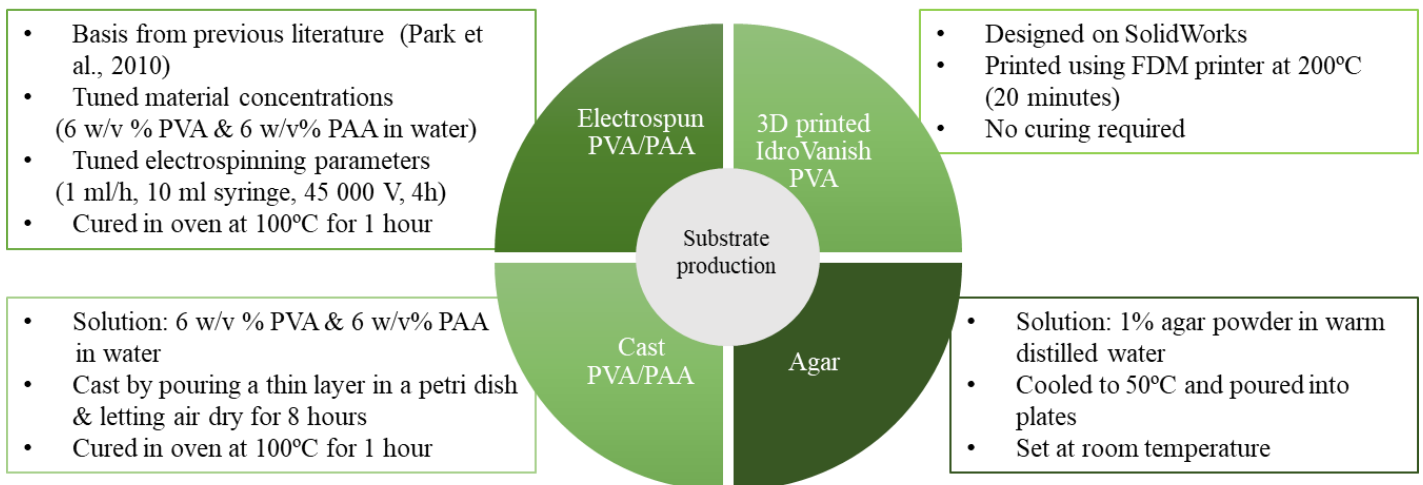 • Basis from previous literature (Park et
al., 2010)
• Tuned material concentrations
(6 w/v % PVA & 6 w/v% PAA in water)
• Tuned electrospinning parameters
(1 ml/h, 10 ml syringe, 45 000 V, 4h)
• Cured in oven at 100ºC for 1 hour
Electrospun
PVA/PAA
3D printed
IdroVanish
PVA
• Designed on SolidWorks
• Printed using FDM printer at 200ºC
(20 minutes)
• No curing required
Substrate
production
• Solution: 6 w/v % PVA & 6 w/v% PAA
in water
• Cast by pouring a thin layer in a petri dish
& letting air dry for 8 hours
• Cured in oven at 100ºC for 1 hour
Cast
PVA/PAA
Agar
• Solution: 1% agar powder in warm
distilled water
• Cooled to 50ºC and poured into
plates
• Set at room temperature